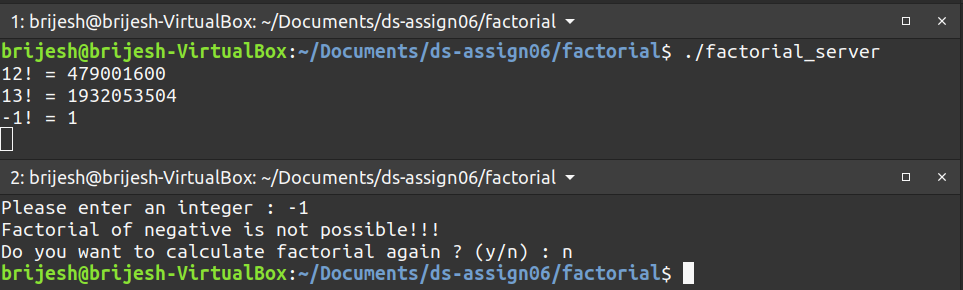 1: brijesh@brijesh-VirtualBox: ~/Documents/ds-assign06/factorial
brijesh@brijesh-VirtualBox:~/Documents/ds-assign06/factorial$ ./factorial_server
12! = 479001600
13! = 1932053504
-1! = 1
2: brijesh@brijesh-VirtualBox: ~/Documents/ds-assign06/factorial
Please enter an integer : -1
Factorial of negative is not possible!!!
Do you want to calculate factorial again ? (y/n) : n
brijesh@brijesh-VirtualBox:~/Documents/ds-assign06/factorial$